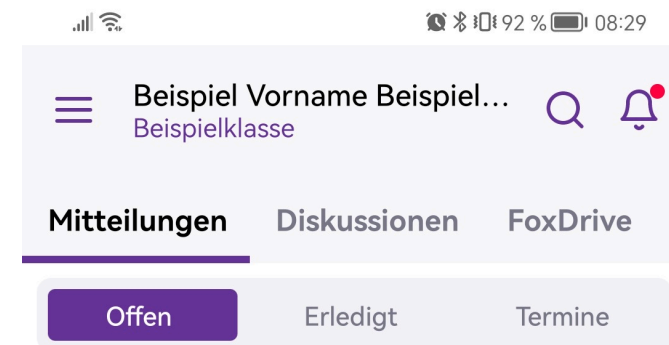 92 % 08:29
Beispiel Vorname Beispiel...
Beispielklasse
Mitteilungen Diskussionen FoxDrive
Offen Erledigt Termine